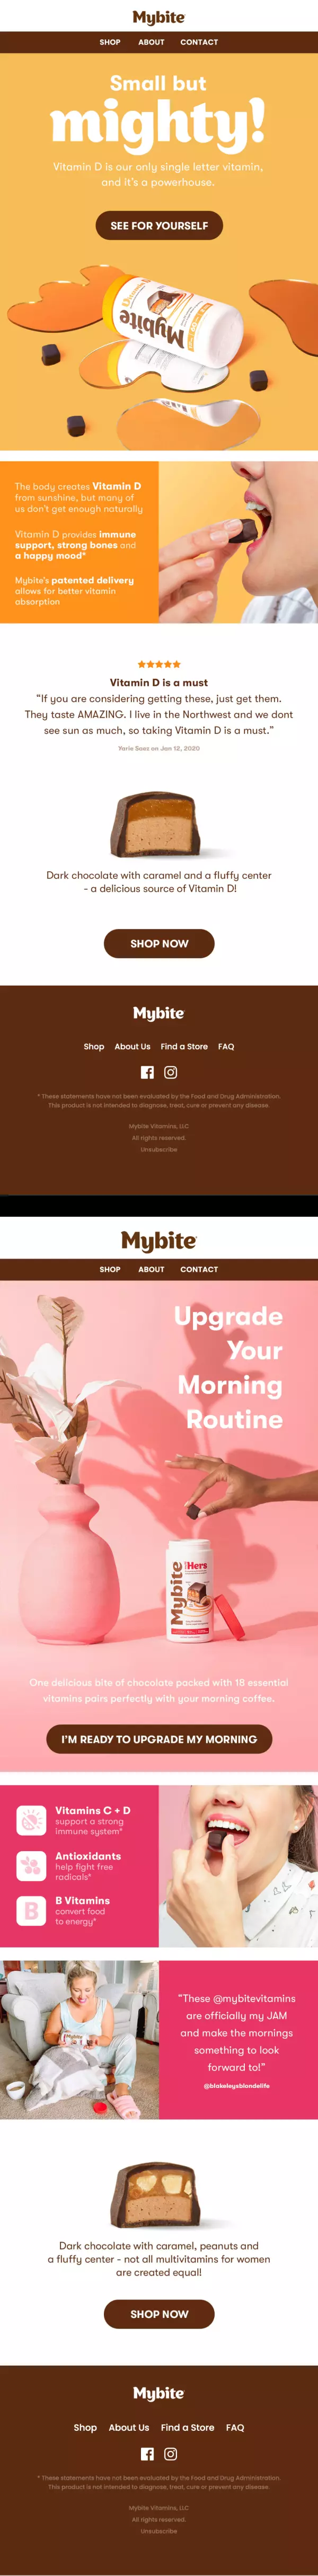 Mybite
SHOP ABOUT CONTACT
Small but
mighty!
Vitamin D is our only single letter vitamin,
and it's a powerhouse.
SEE FOR YOURSELF
Mybite
The body creates Vitamin D
from sunshine, but many of
us don't get enough naturally
Vitamin D provides immune
support, strong bones and
a happy mood*
Mybite's patented delivery
allows for better vitamin
absorption
Vitamin D is a must
“If you are considering getting these, just get them.
They taste AMAZING. I live in the Northwest and we dont
see sun as much, so taking Vitamin D is a must.”
Yaria Saez on Jan 12, 2020
Dark chocolate with caramel and a fluffy center
- a delicious source of Vitamin D!
SHOP NOW
Mybite
Shop About Us Find a Store FAQ
* These statements have not been evaluated by the Food and Drug Administration.
This product is not intended to diagnose, treat, cure or prevent any disease.
Mybite Vitamins, LLC
All rights reserved.
Unsubscribe
Mybite
SHOP ABOUT CONTACT
Upgrade
Your
Morning
Routine
Mybite
Hers
One delicious bite of chocolate packed with 18 essential
vitamins pairs perfectly with your morning coffee.
I'M READY TO UPGRADE MY MORNING
Vitamins C + D
support a strong
immune system*
Antioxidants
help fight free
radicals*
B
B Vitamins
convert food
to energy*
“These @mybitevitamins
are officially my JAM
and make the mornings
something to look
forward to!”
@blakeleysblondelife
Dark chocolate with caramel, peanuts and
a fluffy center - not all multivitamins for women
are created equal!
SHOP NOW
Mybite
Shop About Us Find a Store FAQ
* These statements have not been evaluated by the Food and Drug Administration.
This product is not intended to diagnose, treat, cure or prevent any disease.
Mybite Vitamins, LLC
All rights reserved.
Unsubscribe